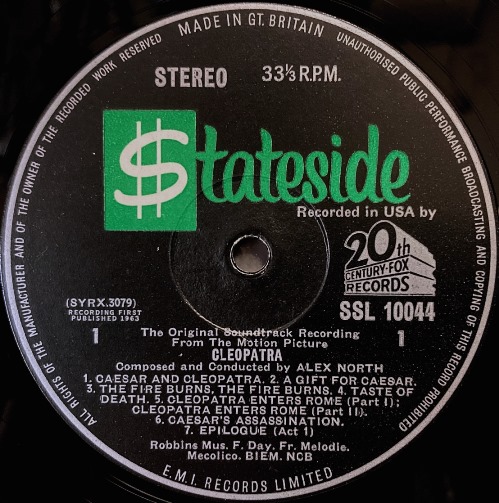 MADE IN GT. BRITAIN
UNAUTHORISED PUBLIC PERFORMANCE BROADCASTING AND COPYING OF THIS RECORD PROHIBITED
ALL RIGHTS OF THE MANUFACTURER AND OF THE OWNER OF THE RECORDED WORK RESERVED
STEREO 33⅓ R.P.M.
$tateside
Recorded in USA by
20th
CENTURY-FOX
RECORDS
(SYRX.3079)
RECORDING FIRST
PUBLISHED 1963
SSL 10044
1 1
The Original Soundtrack Recording
From The Motion Picture
CLEOPATRA
Composed and Conducted by ALEX NORTH
1. CAESAR AND CLEOPATRA. 2. A GIFT FOR CAESAR.
3. THE FIRE BURNS, THE FIRE BURNS. 4. TASTE OF
DEATH. 5. CLEOPATRA ENTERS ROME (Part I);
CLEOPATRA ENTERS ROME (Part II).
6. CAESAR'S ASSASSINATION.
7. EPILOGUE (Act 1)
Robbins Mus. F. Day. Fr. Melodie.
Mecolico. BIEM. NCB
E.M.I. RECORDS LIMITED